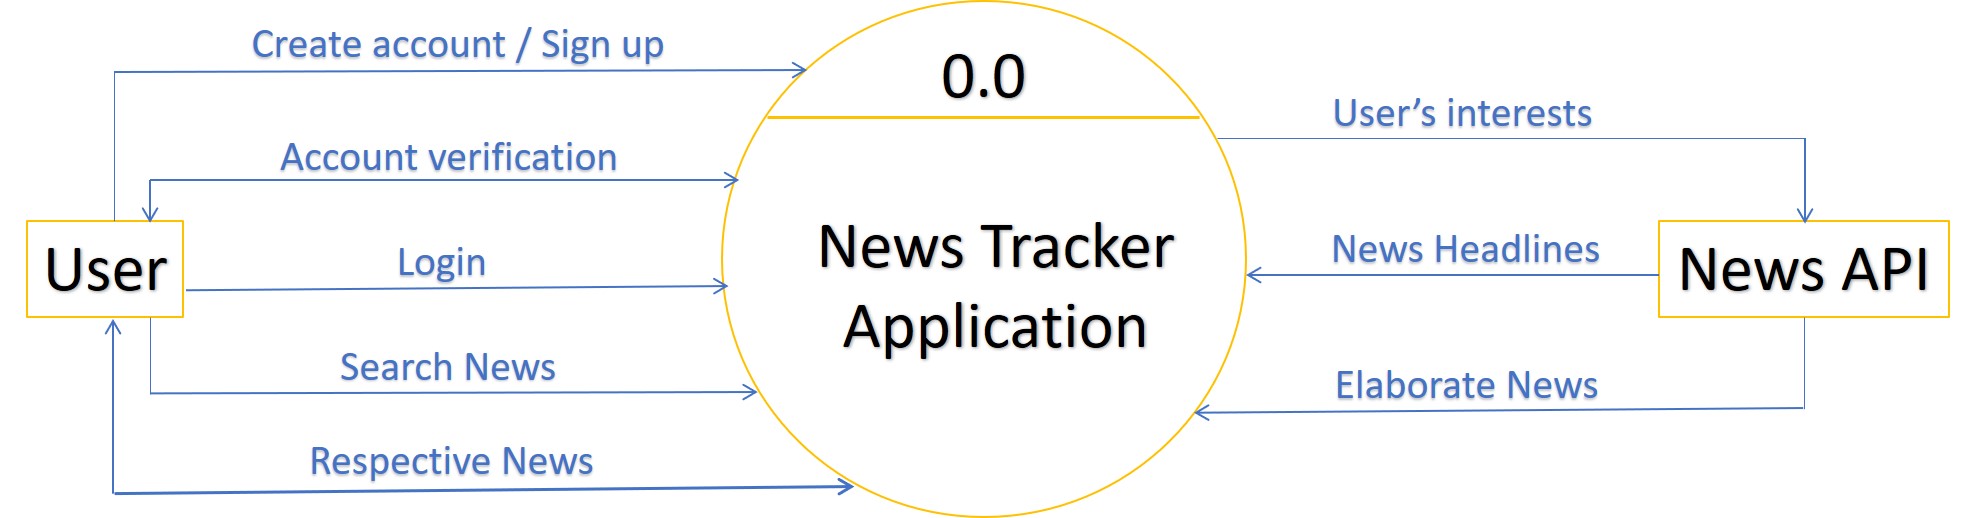 Create account / Sign up
0.0
User’s interests
Account verification
News Tracker
Application
User
Login
News Headlines
News API
Search News
Elaborate News
Respective News